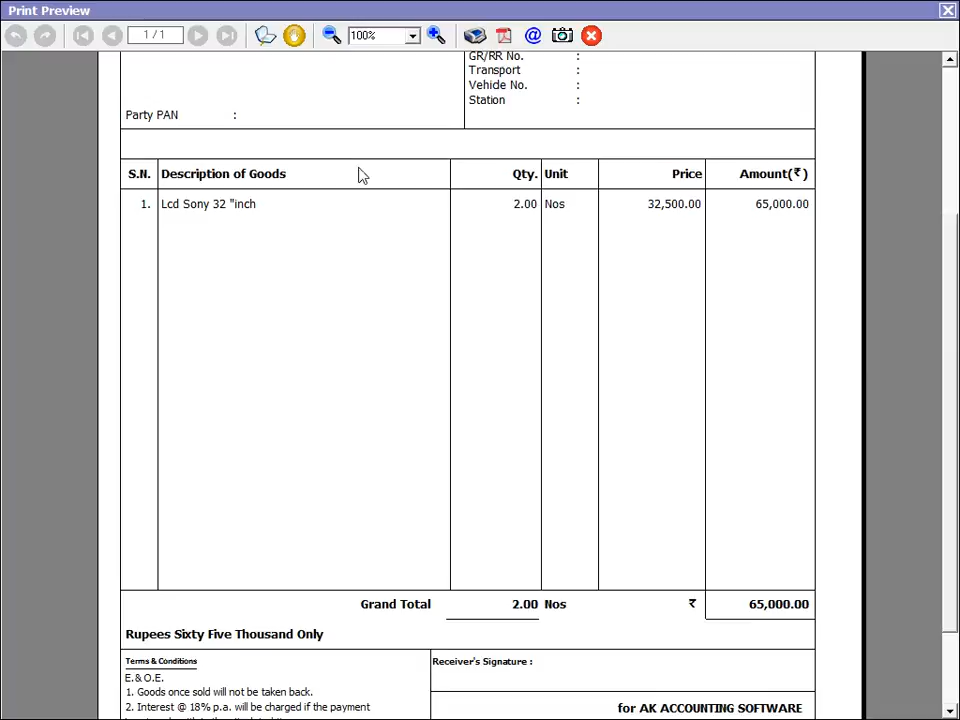 Print Preview
1 / 1
100%
GR/RR No. :
Transport :
Vehide No. :
Station :
Party PAN :
S.N. Description of Goods Qty. Unit Price Amount(₹)
1. Lcd Sony 32 "inch 2.00 Nos 32,500.00 65,000.00
Grand Total 2.00 Nos ₹ 65,000.00
Rupees Sixty Five Thousand Only
Terms & Conditions
Receiver's Signature :
E.& O.E.
1. Goods once sold will not be taken back.
2. Interest @ 18% p.a. will be charged if the payment
for AK ACCOUNTING SOFTWARE